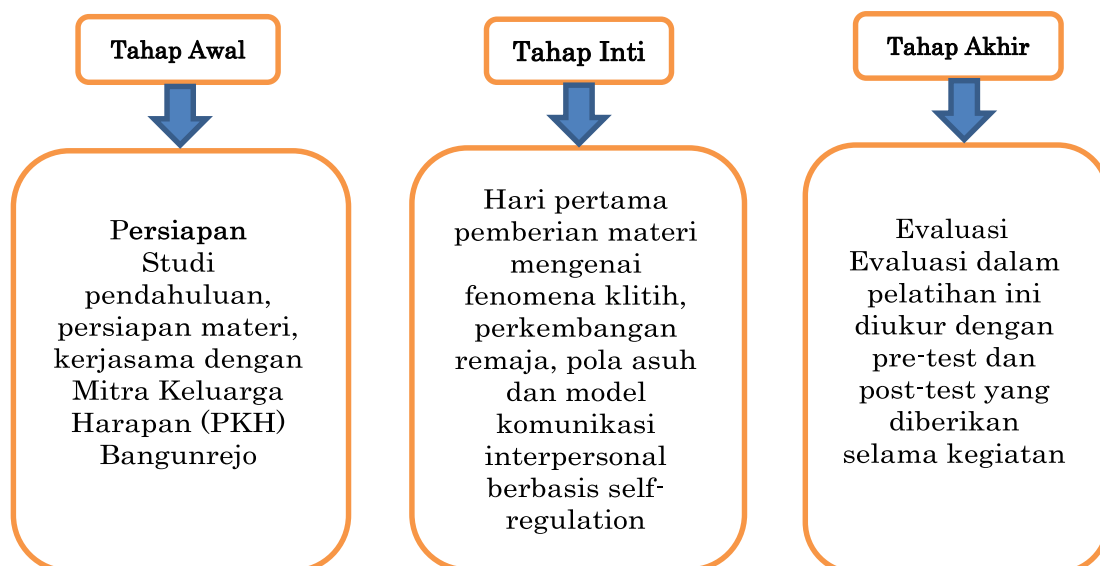 Tahap Awal
Persiapan
Studi
pendahuluan,
persiapan materi,
kerjasama dengan
Mitra Keluarga
Harapan (PKH)
Bangunrejo
Tahap Inti
Hari pertama
pemberian materi
mengenai
fenomena klitih,
perkembangan
remaja, pola asuh
dan model
komunikasi
interpersonal
berbasis self-
regulation
Tahap Akhir
Evaluasi
Evaluasi dalam
pelatihan ini
diukur dengan
pre-test dan
post-test yang
diberikan
selama kegiatan